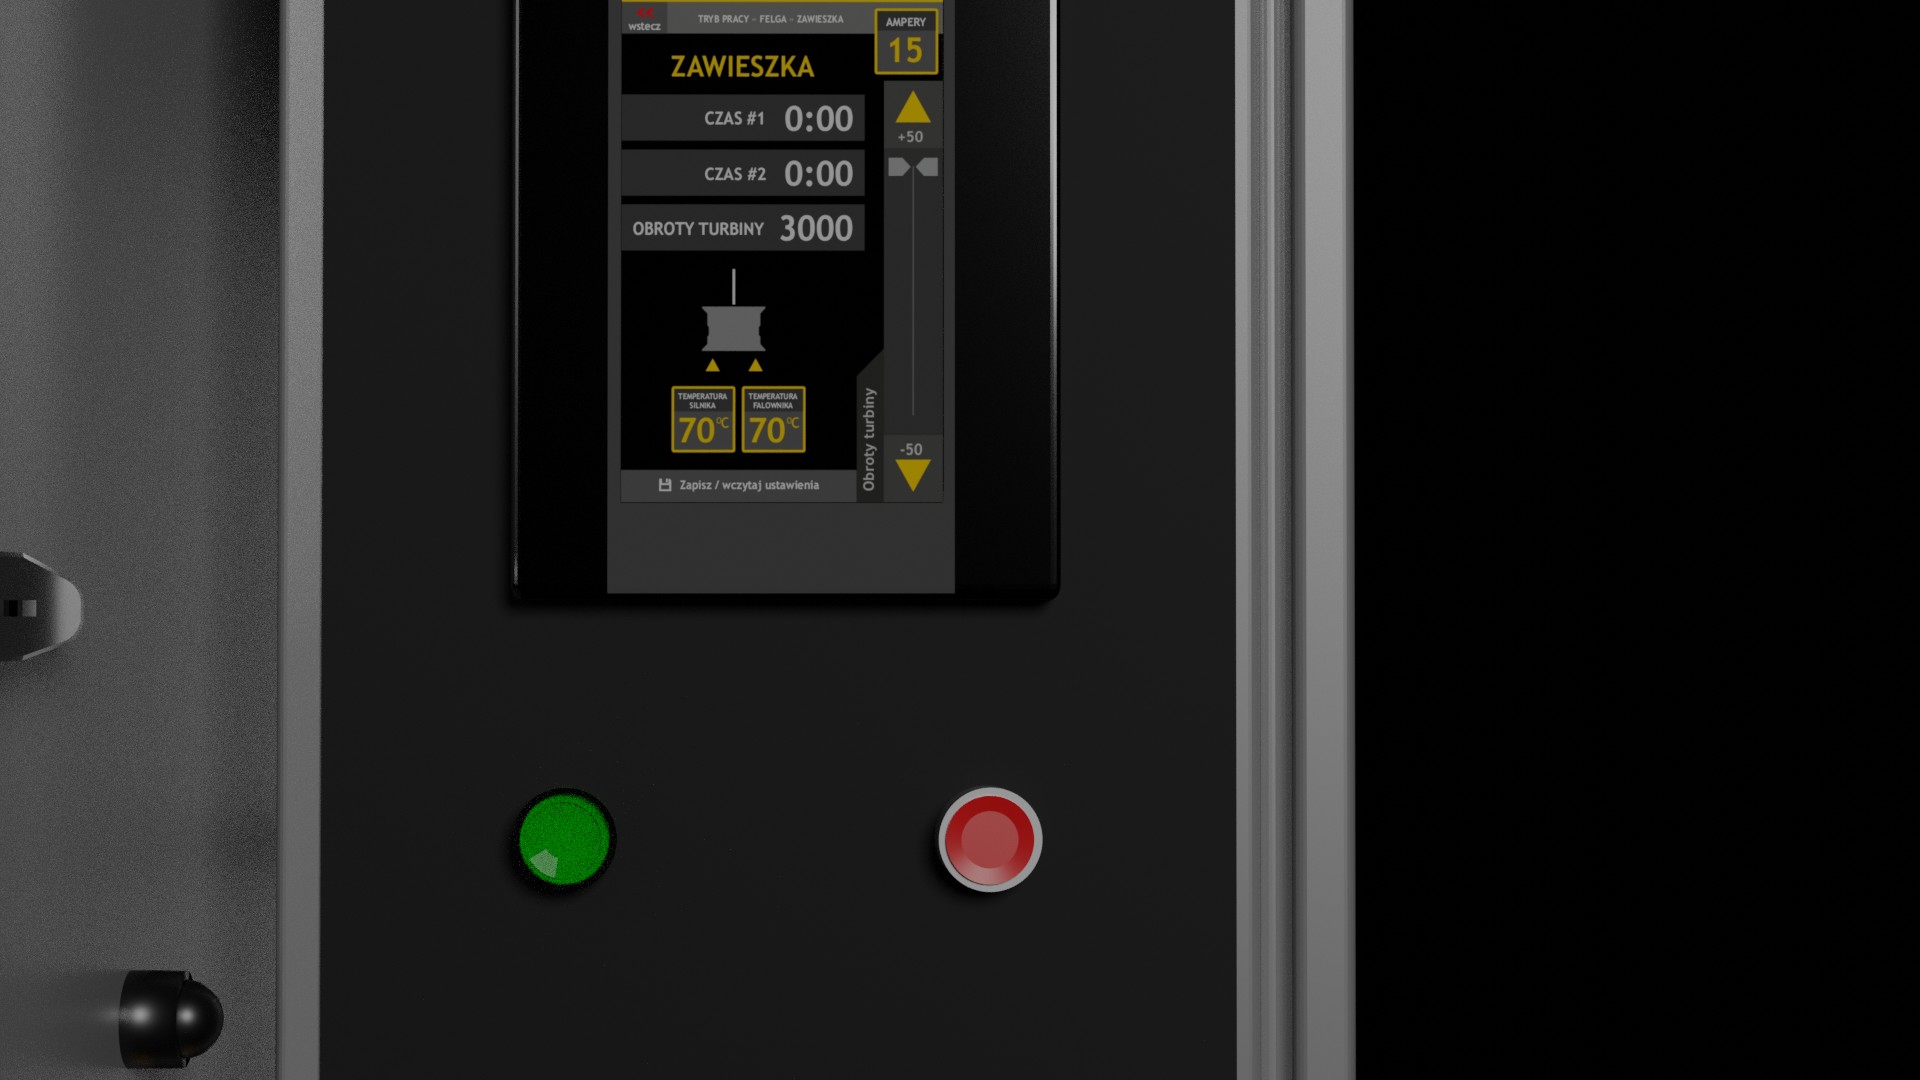 wstecz
TRYB PRACY - FELGA - ZAWIESZKA
AMPERY
15
ZAWIESZKA
CZAS #1 0:00
+50
CZAS #2 0:00
OBROTY TURBINY 3000
TEMPERATURA
SILNIKA
70°C
TEMPERATURA
FALOWNIKA
70°C
Obroty turbiny
-50
Zapisz / wczytaj ustawienia